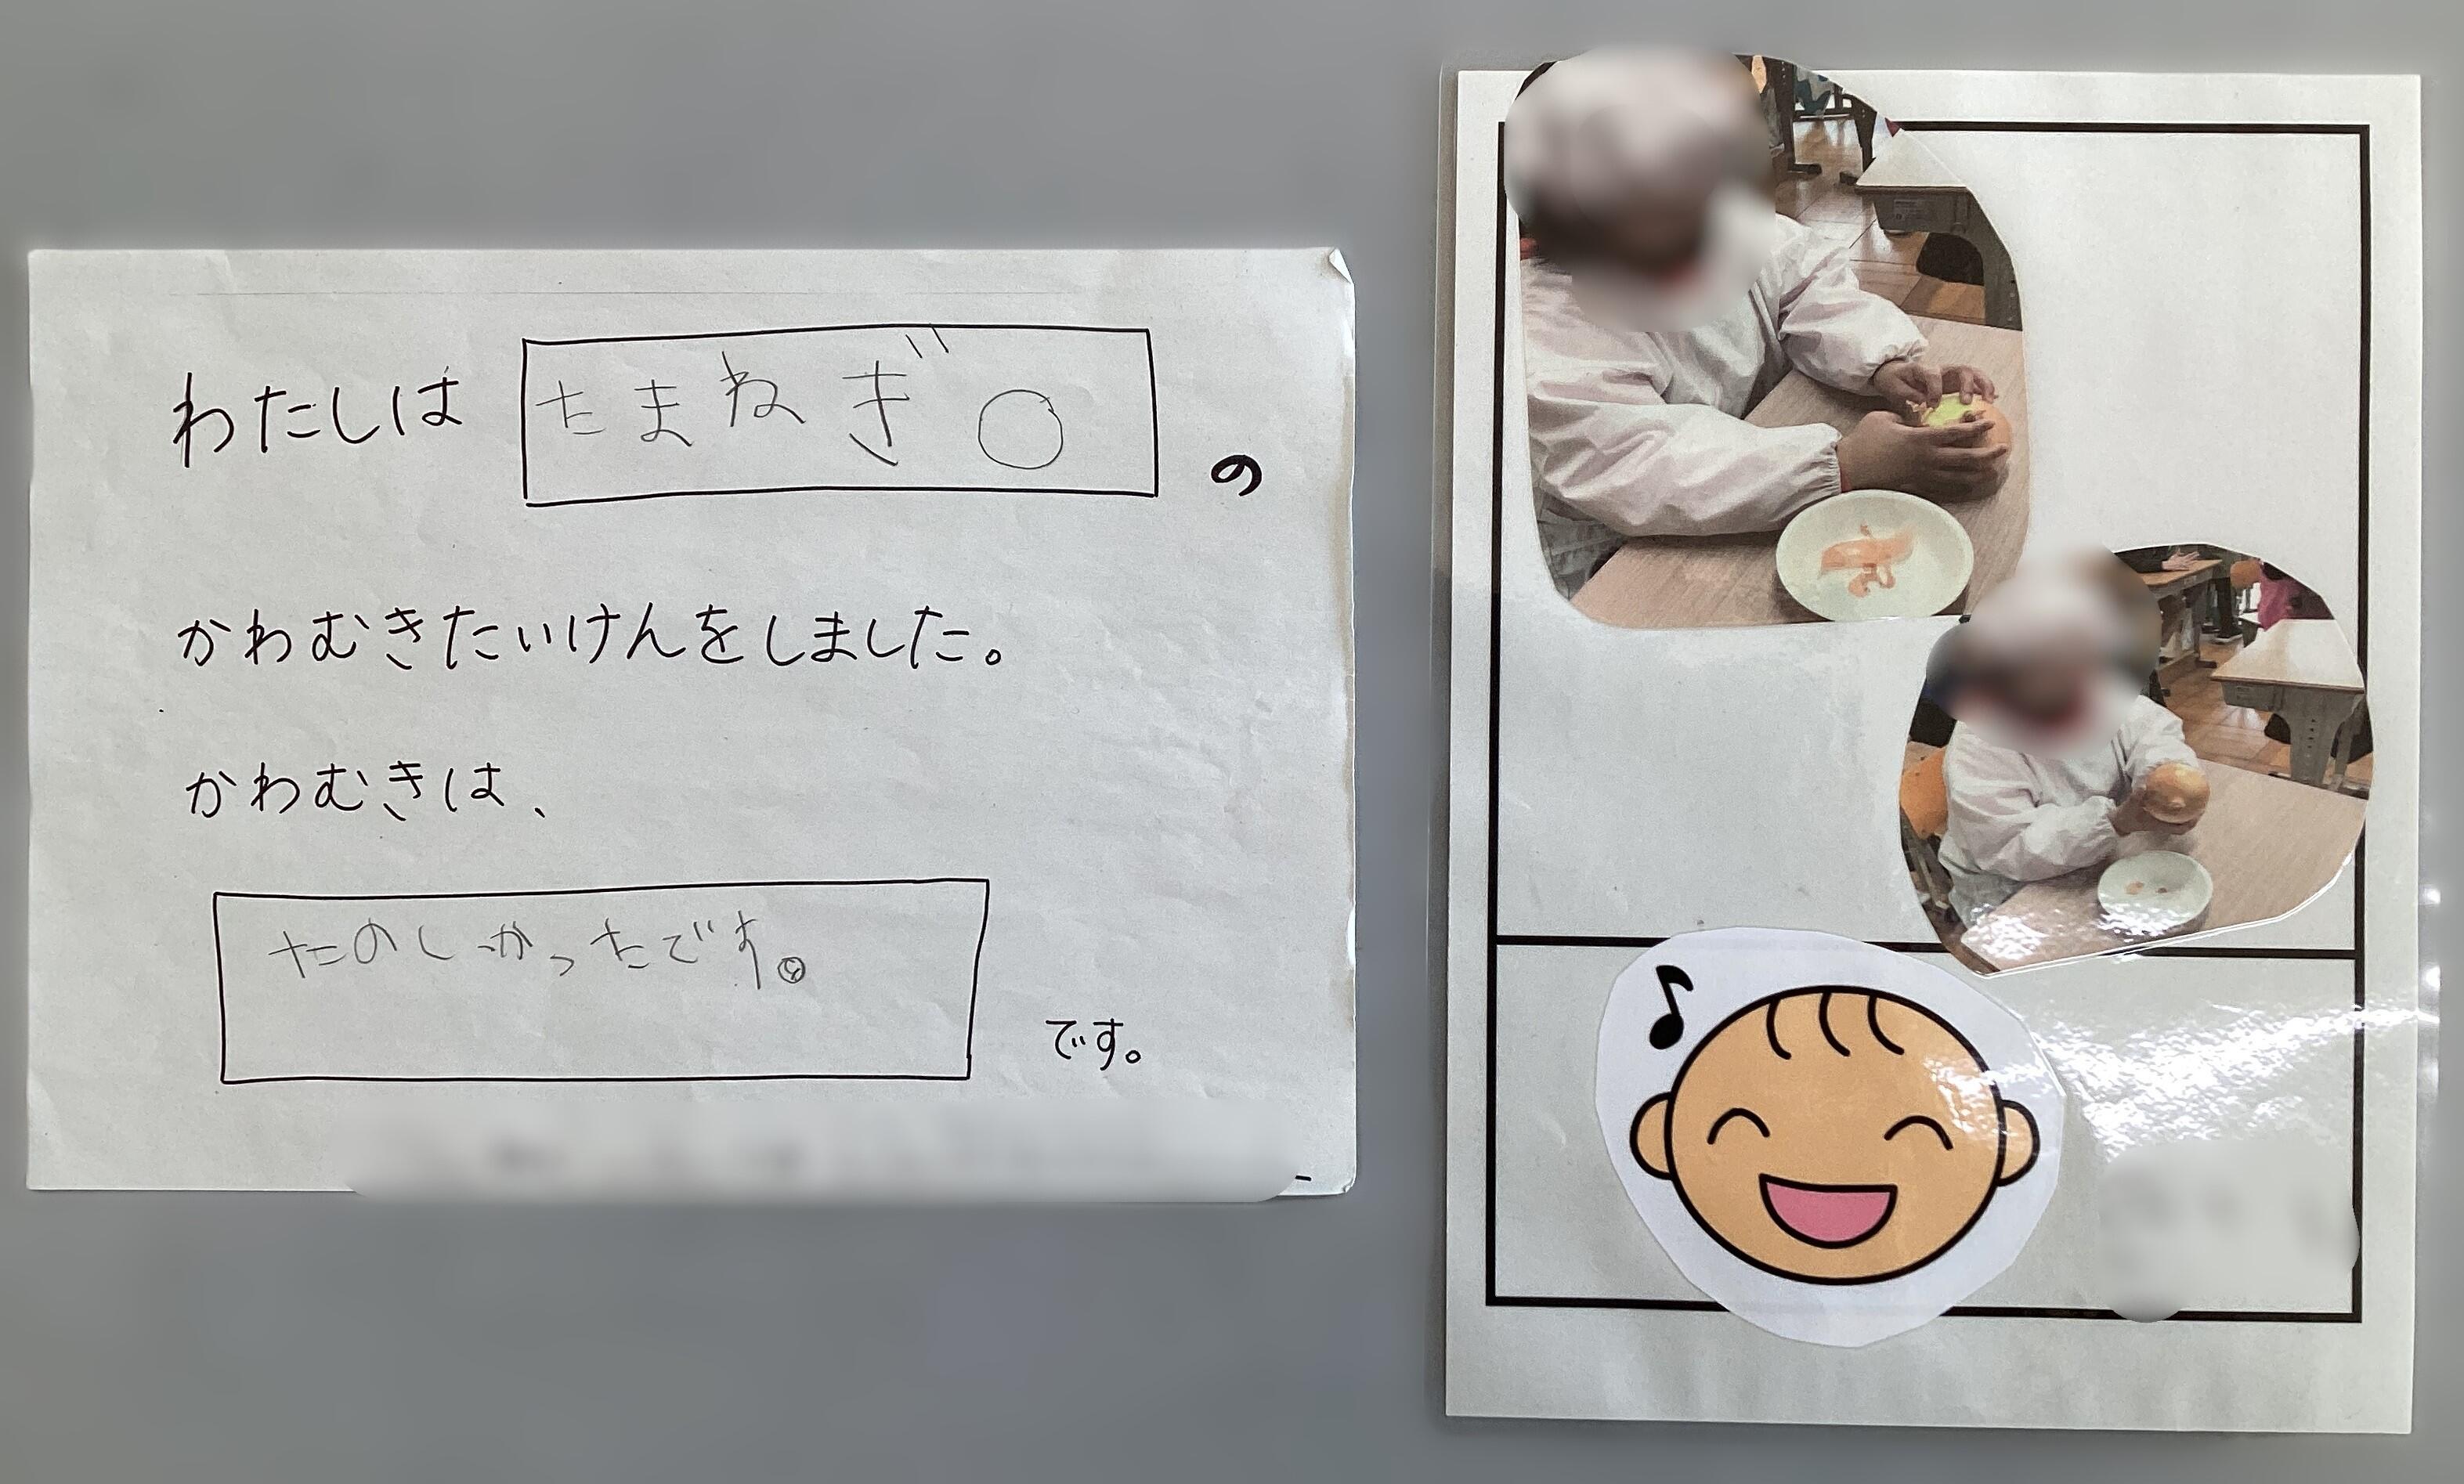 わたしは たまねぎ○ の
かわむきたいけんをしました。
かわむきは、
たのしかったです。
です。